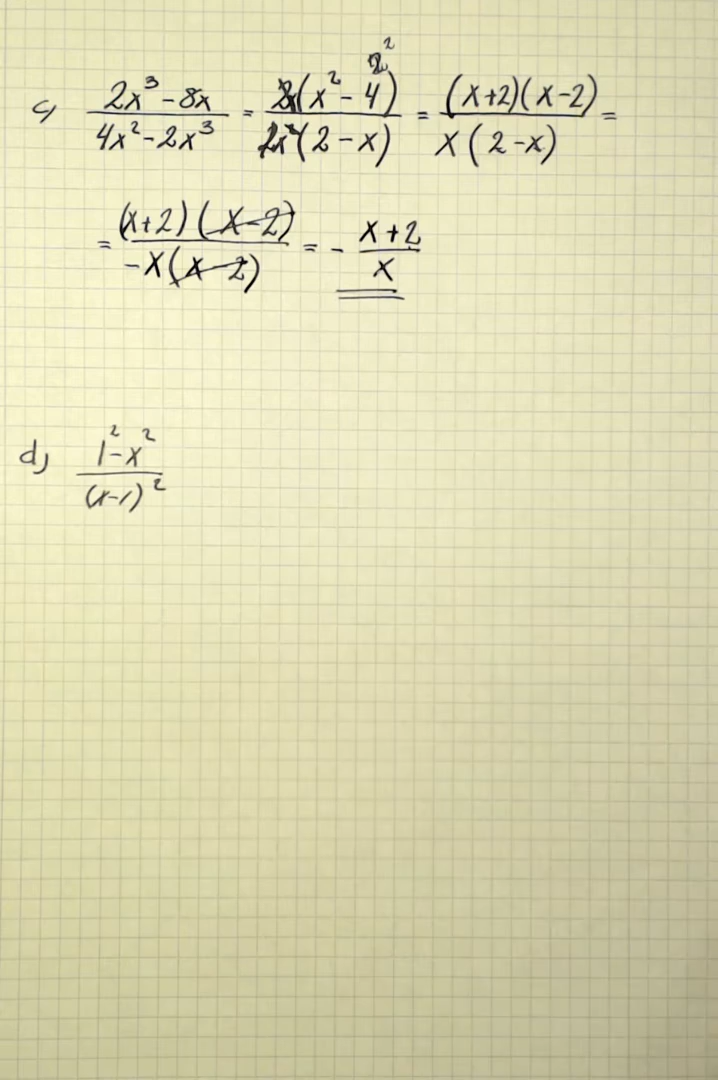 c) (2x³-8x)/(4x²-2x³) = 2x(x²-4)/2x²(2-x) = (x+2)(x-2)/x(2-x) =
= (x+2)(x-2)/-x(x-2) = - (x+2)/x
d) (1²-x²)/(x-1)²